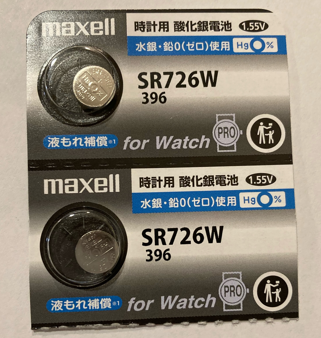 maxell
時計用 酸化銀電池 1.55V
水銀・鉛0(ゼロ)使用 Hg0%
SR726W
396
液もれ補償※1
for Watch
PRO
maxell
時計用 酸化銀電池 1.55V
水銀・鉛0(ゼロ)使用 Hg0%
SR726W
396
液もれ補償※1
for Watch
PRO